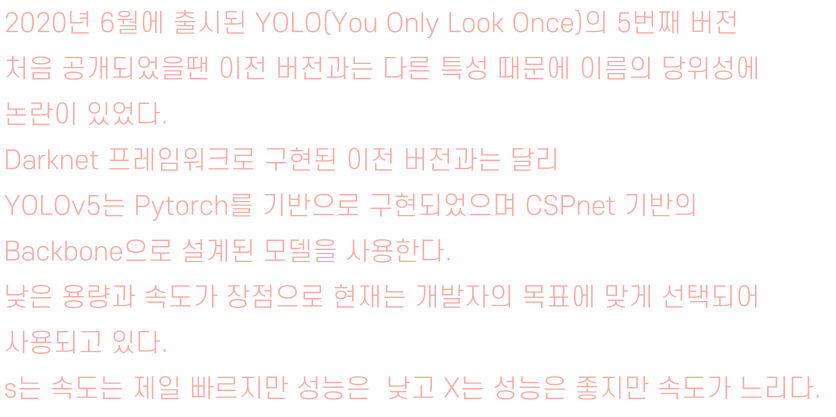 2020년 6월에 출시된 YOLO(You Only Look Once)의 5번째 버전
처음 공개되었을땐 이전 버전과는 다른 특성 때문에 이름의 당위성에
논란이 있었다.
Darknet 프레임워크로 구현된 이전 버전과는 달리
YOLOv5는 Pytorch를 기반으로 구현되었으며 CSPnet 기반의
Backbone으로 설계된 모델을 사용한다.
낮은 용량과 속도가 장점으로 현재는 개발자의 목표에 맞게 선택되어
사용되고 있다.
s는 속도는 제일 빠르지만 성능은 낮고 X는 성능은 좋지만 속도가 느리다.